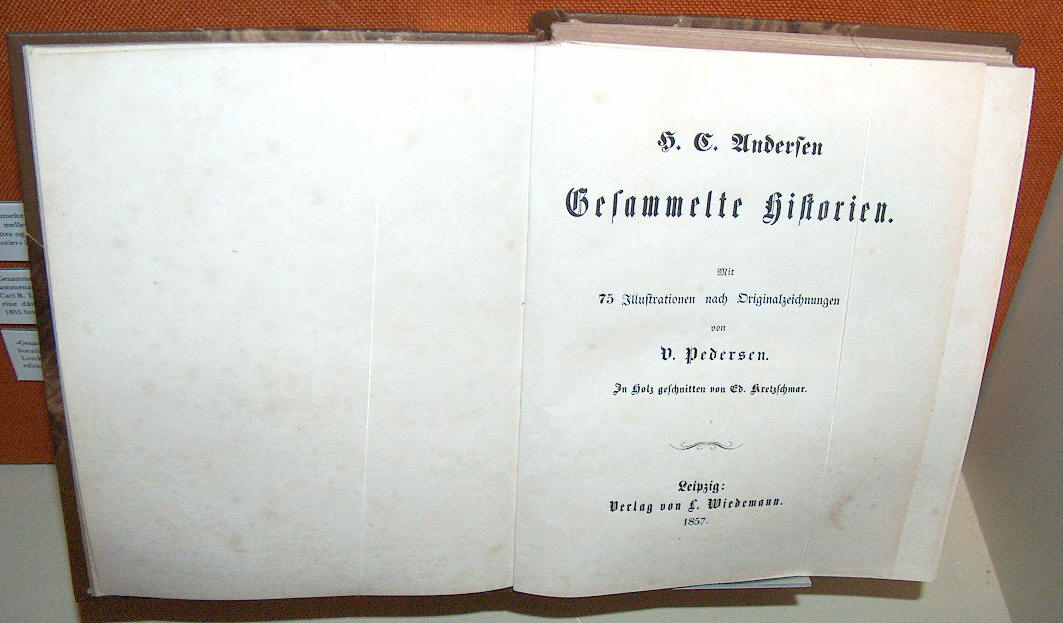 H. C. Anderſen
Geſammelte Hiſtorien.
Mit
75 Illuſtrationen nach Originalzeichnungen
von
V. Pederſen.
In Holz geſchnitten von Ed. Kretzſchmar.
Leipzig:
Verlag von L. Wiedemann.
1857.